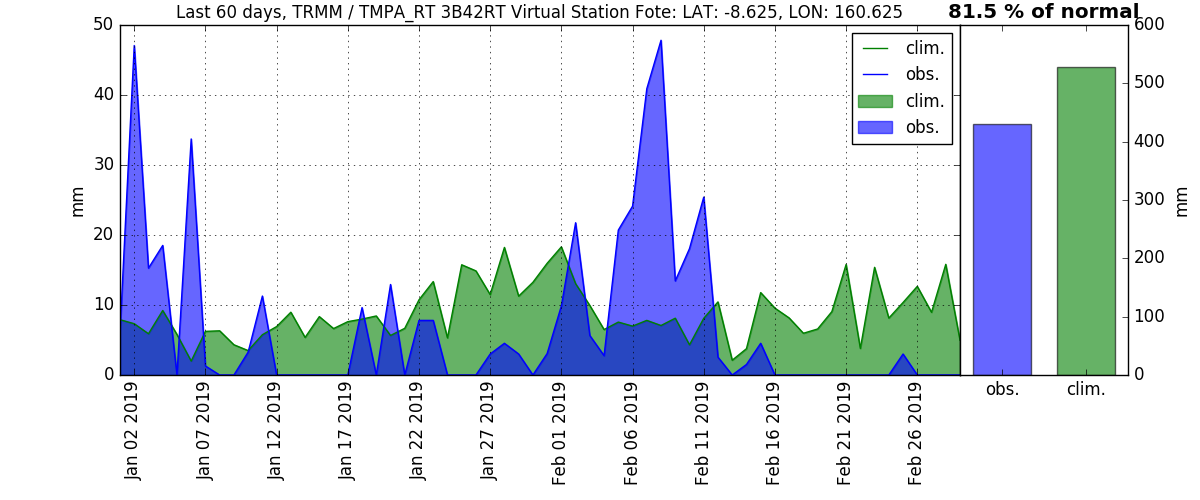 Last 60 days, TRMM / TMPA_RT 3B42RT Virtual Station Fote: LAT: -8.625, LON: 160.625
81.5 % of normal
50
40
30
20
10
0
mm
clim.
obs.
clim.
obs.
600
500
400
300
200
100
0
mm
obs.
clim.
Jan 02 2019
Jan 07 2019
Jan 12 2019
Jan 17 2019
Jan 22 2019
Jan 27 2019
Feb 01 2019
Feb 06 2019
Feb 11 2019
Feb 16 2019
Feb 21 2019
Feb 26 2019